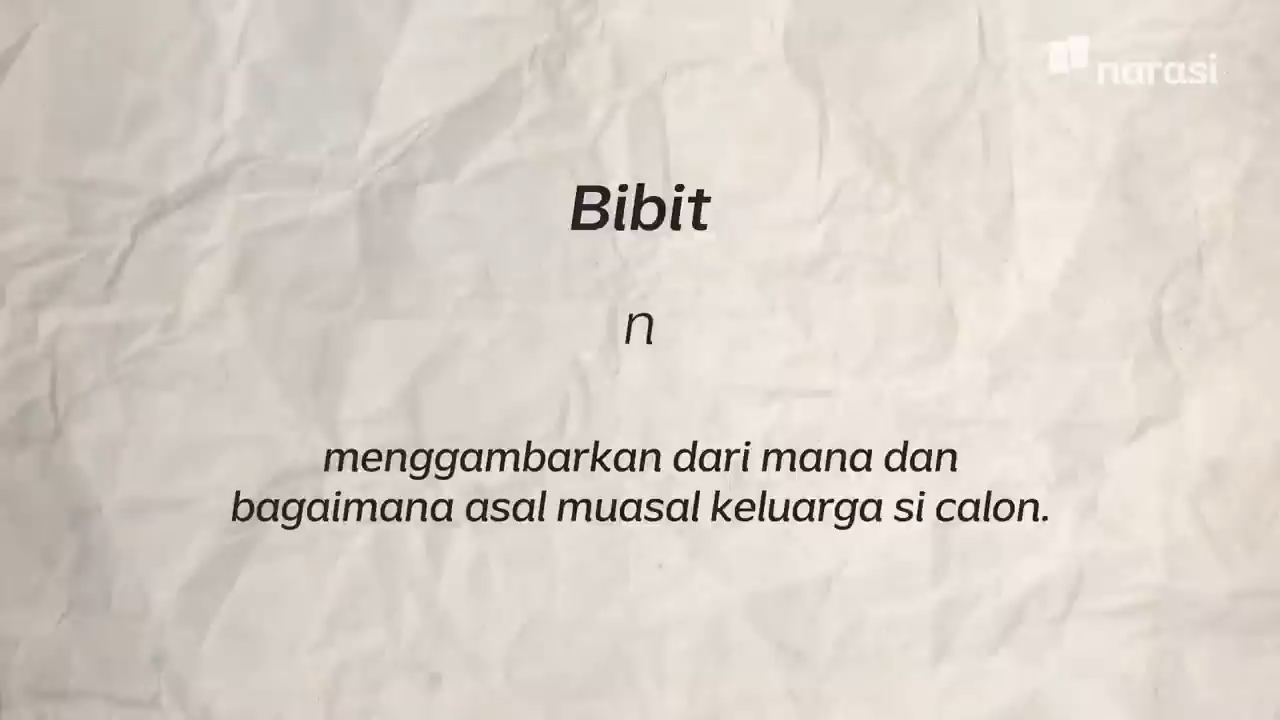 narasi
Bibit
n
menggambarkan dari mana dan
bagaimana asal muasal keluarga si calon.